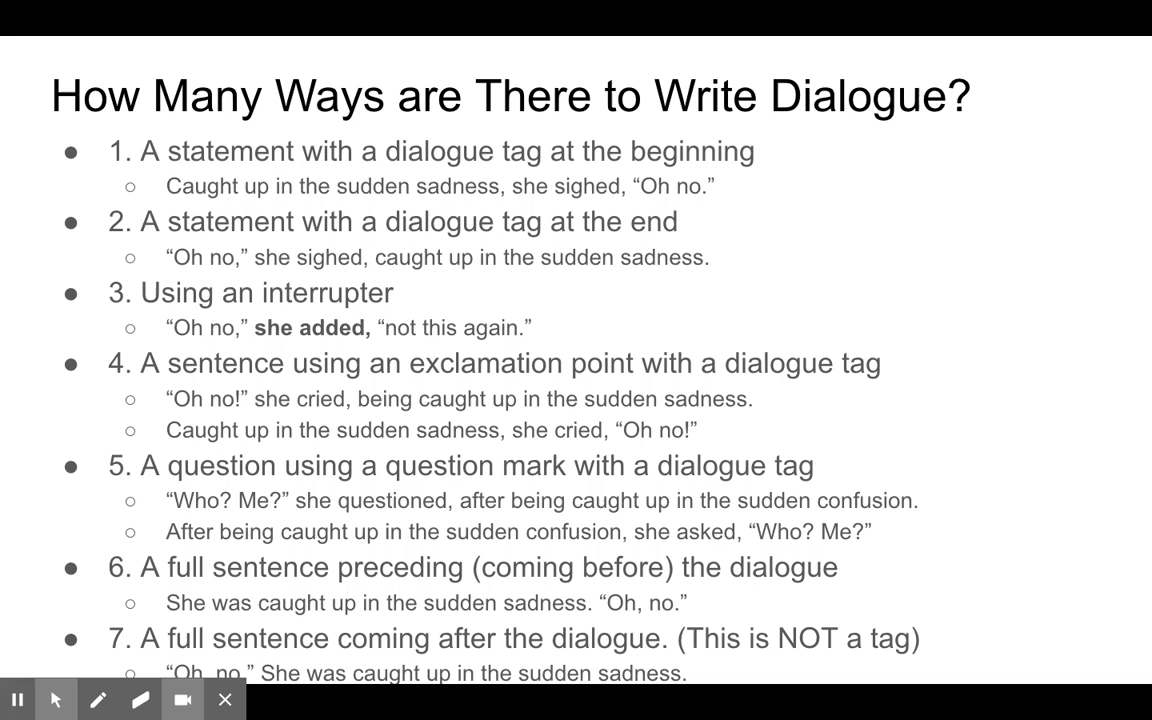 How Many Ways are There to Write Dialogue?
● 1. A statement with a dialogue tag at the beginning
○ Caught up in the sudden sadness, she sighed, “Oh no.”
● 2. A statement with a dialogue tag at the end
○ “Oh no,” she sighed, caught up in the sudden sadness.
● 3. Using an interrupter
○ “Oh no,” she added, “not this again.”
● 4. A sentence using an exclamation point with a dialogue tag
○ “Oh no!” she cried, being caught up in the sudden sadness.
○ Caught up in the sudden sadness, she cried, “Oh no!”
● 5. A question using a question mark with a dialogue tag
○ “Who? Me?” she questioned, after being caught up in the sudden confusion.
○ After being caught up in the sudden confusion, she asked, “Who? Me?”
● 6. A full sentence preceding (coming before) the dialogue
○ She was caught up in the sudden sadness. “Oh, no.”
● 7. A full sentence coming after the dialogue. (This is NOT a tag)
○ “Oh, no.” She was caught up in the sudden sadness.